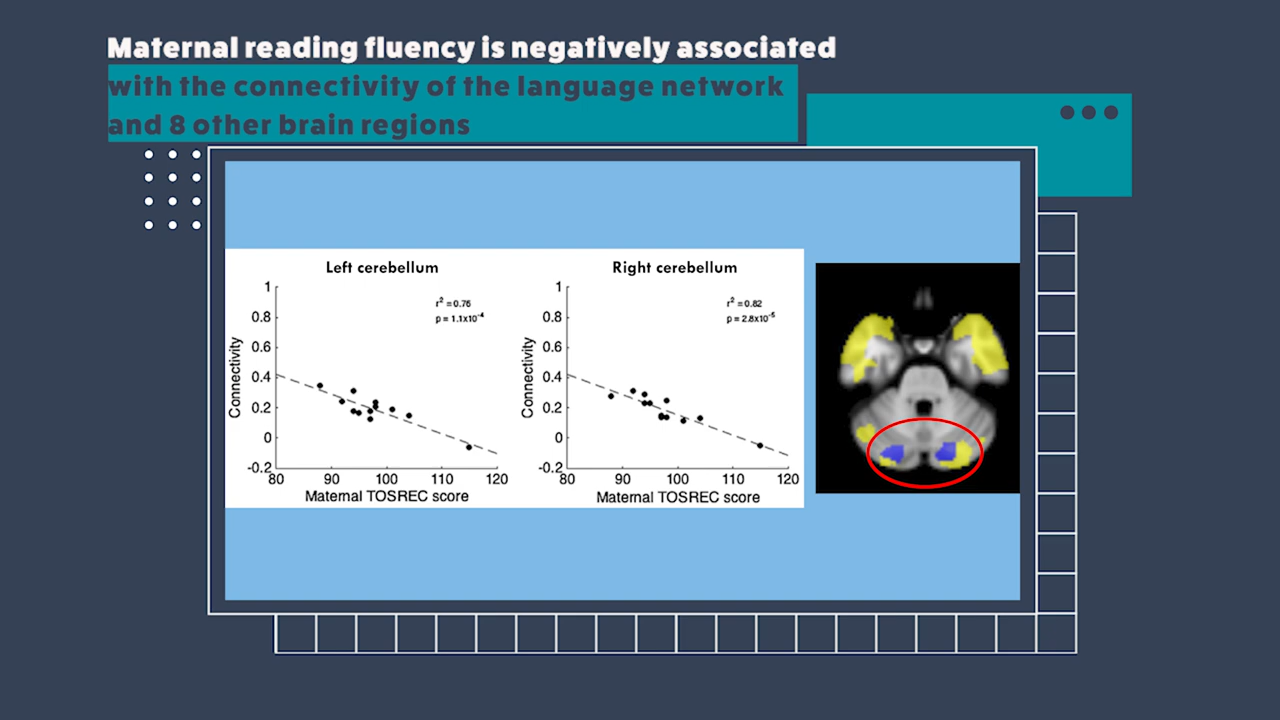 Maternal reading fluency is negatively associated
with the connectivity of the language network
and 8 other brain regions
Left cerebellum
r² = 0.76
p = 1.1x10⁻⁴
1
0.8
0.6
0.4
0.2
0
-0.2
Connectivity
80 90 100 110 120
Maternal TOSREC score
Right cerebellum
r² = 0.82
p = 2.8x10⁻⁵
1
0.8
0.6
0.4
0.2
0
-0.2
Connectivity
80 90 100 110 120
Maternal TOSREC score